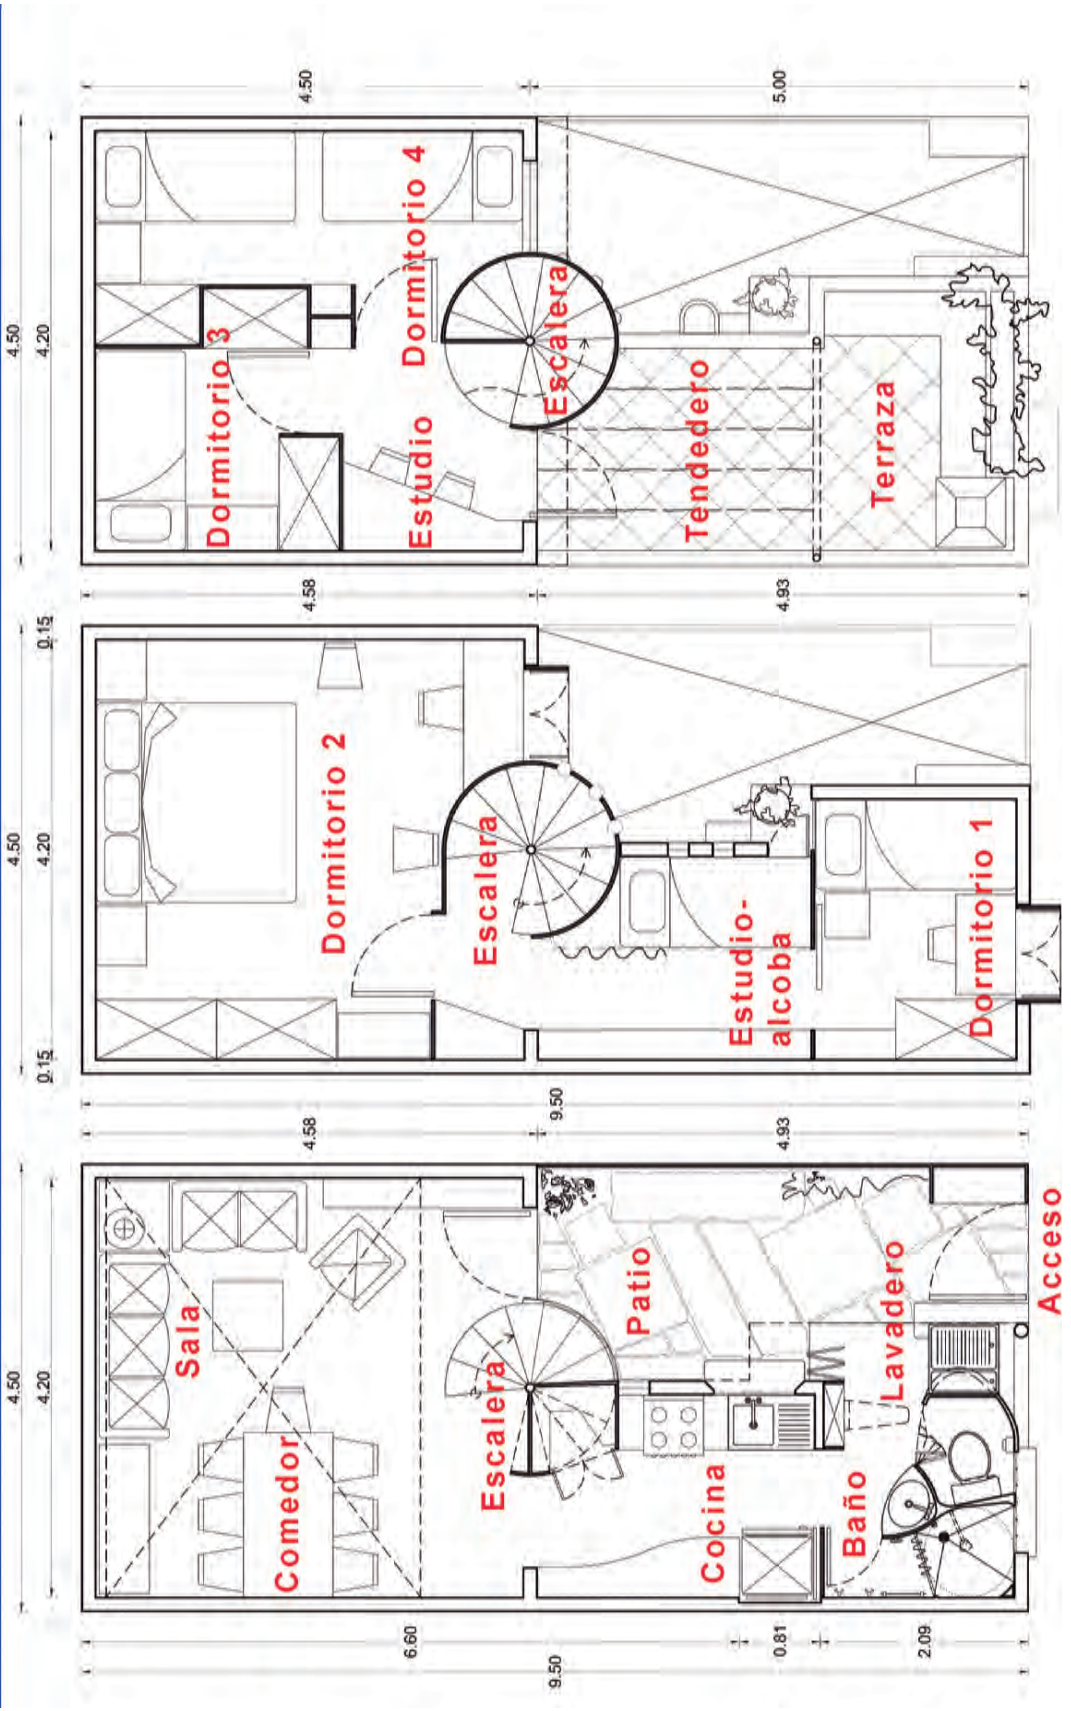 4.50
4.20
Sala
Comedor
6.60
4.58
Escalera
9.50
Patio
Cocina
0.81
4.93
Baño
Lavadero
2.09
Acceso
4.50
0.15
4.20
0.15
Dormitorio 2
4.58
Escalera
9.50
Estudio-
alcoba
4.93
Dormitorio 1
4.50
4.20
Dormitorio 3
4.50
Dormitorio 4
Estudio
Escalera
Tendedero
5.00
Terraza